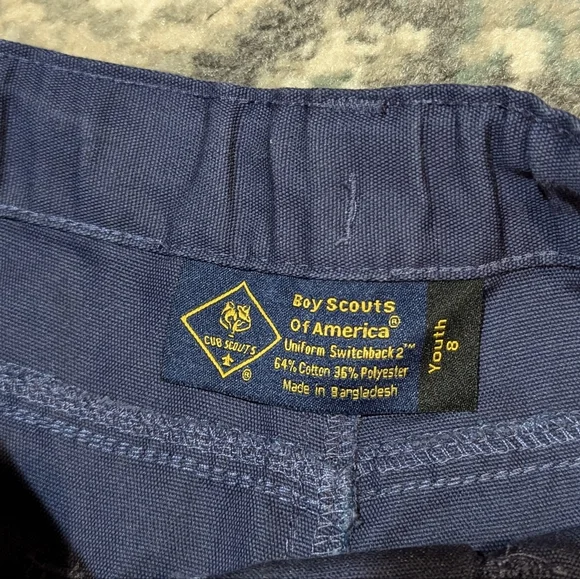 CUB SCOUTS
®
Boy Scouts
Of America®
Uniform Switchback 2™
64% Cotton 36% Polyester
Made in Bangladesh
Youth
8